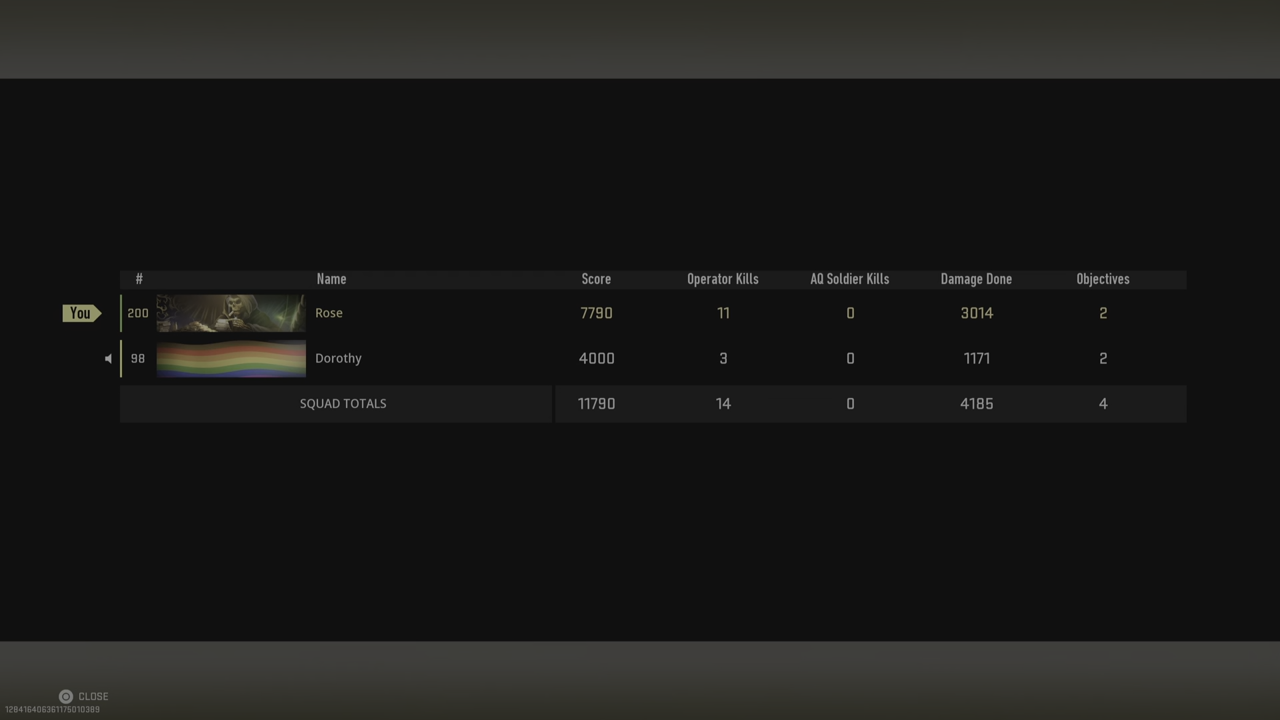 # Name Score Operator Kills AQ Soldier Kills Damage Done Objectives
You 200 Rose 7790 11 0 3014 2
98 Dorothy 4000 3 0 1171 2
SQUAD TOTALS 11790 14 0 4185 4
CLOSE
128416406361175010389